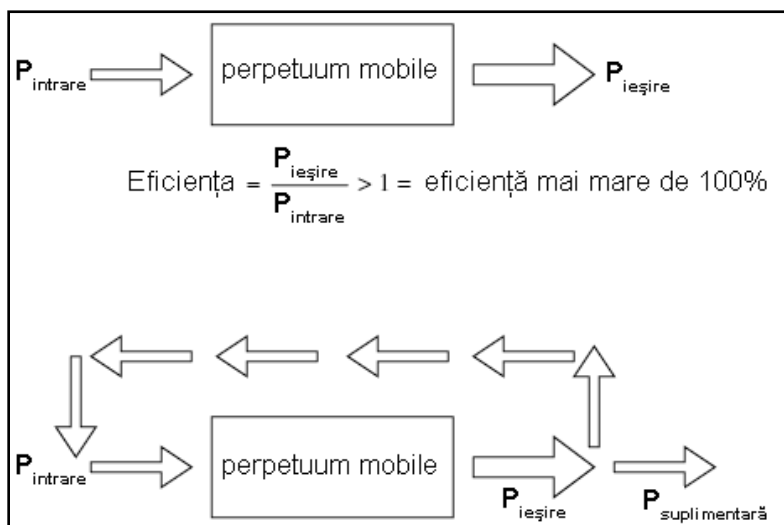 P intrare perpetuum mobile P ieşire
Eficienţa = P ieşire / P intrare > 1 = eficienţă mai mare de 100%
P intrare perpetuum mobile P ieşire P suplimentară